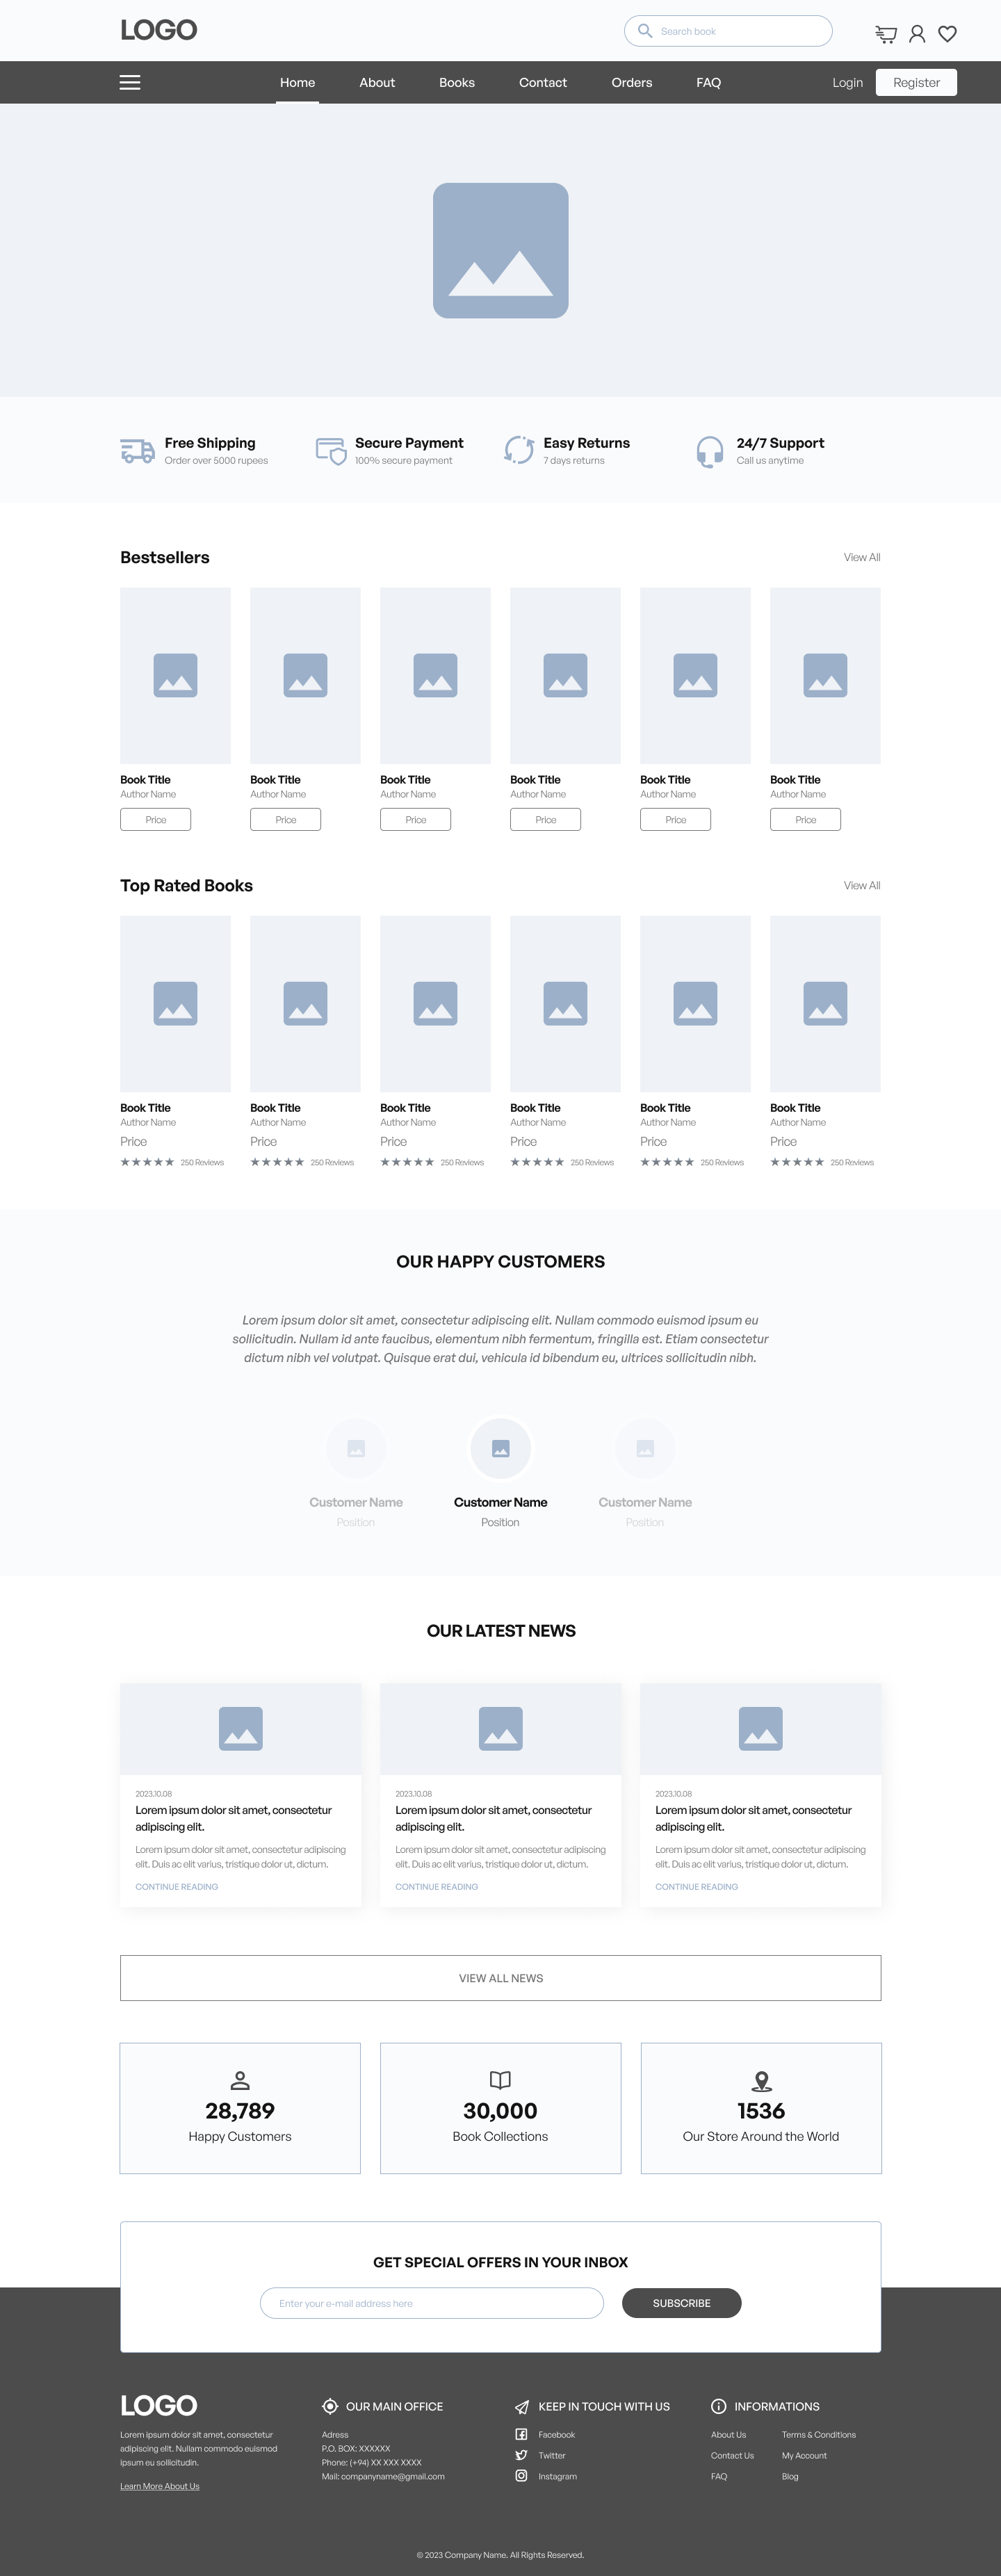 LOGO
Search book
Home About Books Contact Orders FAQ Login Register
Free Shipping
Order over 5000 rupees
Secure Payment
100% secure payment
Easy Returns
7 days returns
24/7 Support
Call us anytime
Bestsellers View All
Book Title Book Title Book Title Book Title Book Title Book Title
Author Name Author Name Author Name Author Name Author Name Author Name
Price Price Price Price Price Price
Top Rated Books View All
Book Title Book Title Book Title Book Title Book Title Book Title
Author Name Author Name Author Name Author Name Author Name Author Name
Price Price Price Price Price Price
250 Reviews 250 Reviews 250 Reviews 250 Reviews 250 Reviews 250 Reviews
OUR HAPPY CUSTOMERS
Lorem ipsum dolor sit amet, consectetur adipiscing elit. Nullam commodo euismod ipsum eu
sollicitudin. Nullam id ante faucibus, elementum nibh fermentum, fringilla est. Etiam consectetur
dictum nibh vel volutpat. Quisque erat dui, vehicula id bibendum eu, ultrices sollicitudin nibh.
Customer Name Customer Name Customer Name
Position Position Position
OUR LATEST NEWS
2023.10.08
Lorem ipsum dolor sit amet, consectetur
adipiscing elit.
Lorem ipsum dolor sit amet, consectetur adipiscing
elit. Duis ac elit varius, tristique dolor ut, dictum.
CONTINUE READING
2023.10.08
Lorem ipsum dolor sit amet, consectetur
adipiscing elit.
Lorem ipsum dolor sit amet, consectetur adipiscing
elit. Duis ac elit varius, tristique dolor ut, dictum.
CONTINUE READING
2023.10.08
Lorem ipsum dolor sit amet, consectetur
adipiscing elit.
Lorem ipsum dolor sit amet, consectetur adipiscing
elit. Duis ac elit varius, tristique dolor ut, dictum.
CONTINUE READING
VIEW ALL NEWS
28,789
Happy Customers
30,000
Book Collections
1536
Our Store Around the World
GET SPECIAL OFFERS IN YOUR INBOX
Enter your e-mail address here SUBSCRIBE
LOGO
Lorem ipsum dolor sit amet, consectetur
adipiscing elit. Nullam commodo euismod
ipsum eu sollicitudin.
Learn More About Us
OUR MAIN OFFICE
Adress
P.O. BOX: XXXXXX
Phone: (+94) XX XXX XXXX
Mail: companyname@gmail.com
KEEP IN TOUCH WITH US
Facebook
Twitter
Instagram
INFORMATIONS
About Us Terms & Conditions
Contact Us My Account
FAQ Blog
© 2023 Company Name. All Rights Reserved.